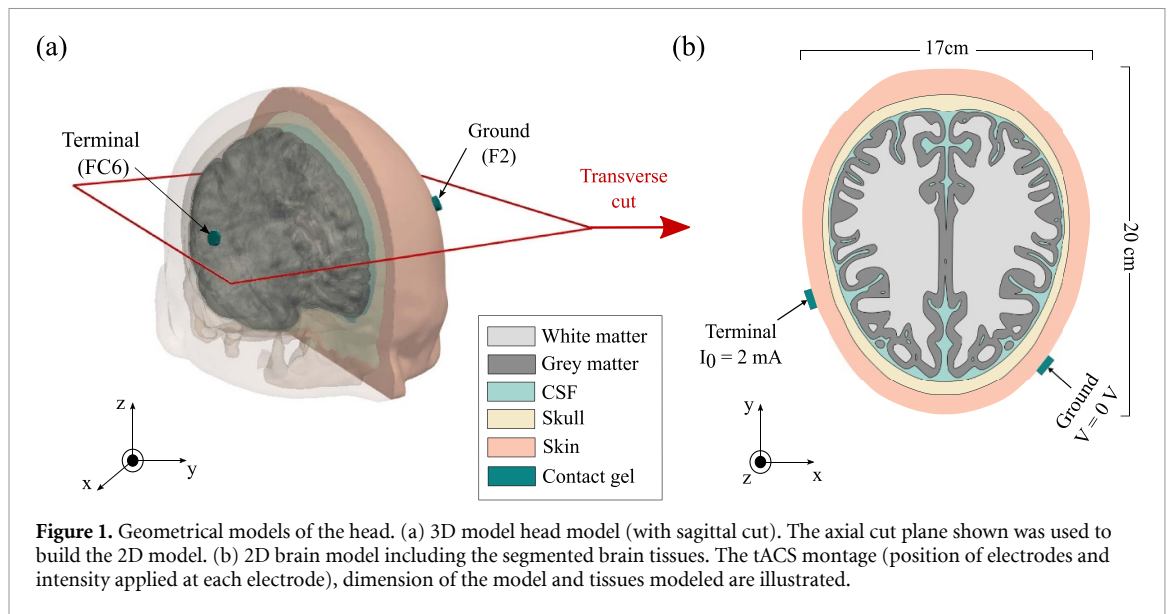 (a)
Terminal
(FC6)
Ground
(F2)
Transverse
cut
z
y
x
White matter
Grey matter
CSF
Skull
Skin
Contact gel
(b)
17cm
20 cm
Terminal
I0 = 2 mA
Ground
V = 0 V
y
z
x
Figure 1. Geometrical models of the head. (a) 3D model head model (with sagittal cut). The axial cut plane shown was used to
build the 2D model. (b) 2D brain model including the segmented brain tissues. The tACS montage (position of electrodes and
intensity applied at each electrode), dimension of the model and tissues modeled are illustrated.